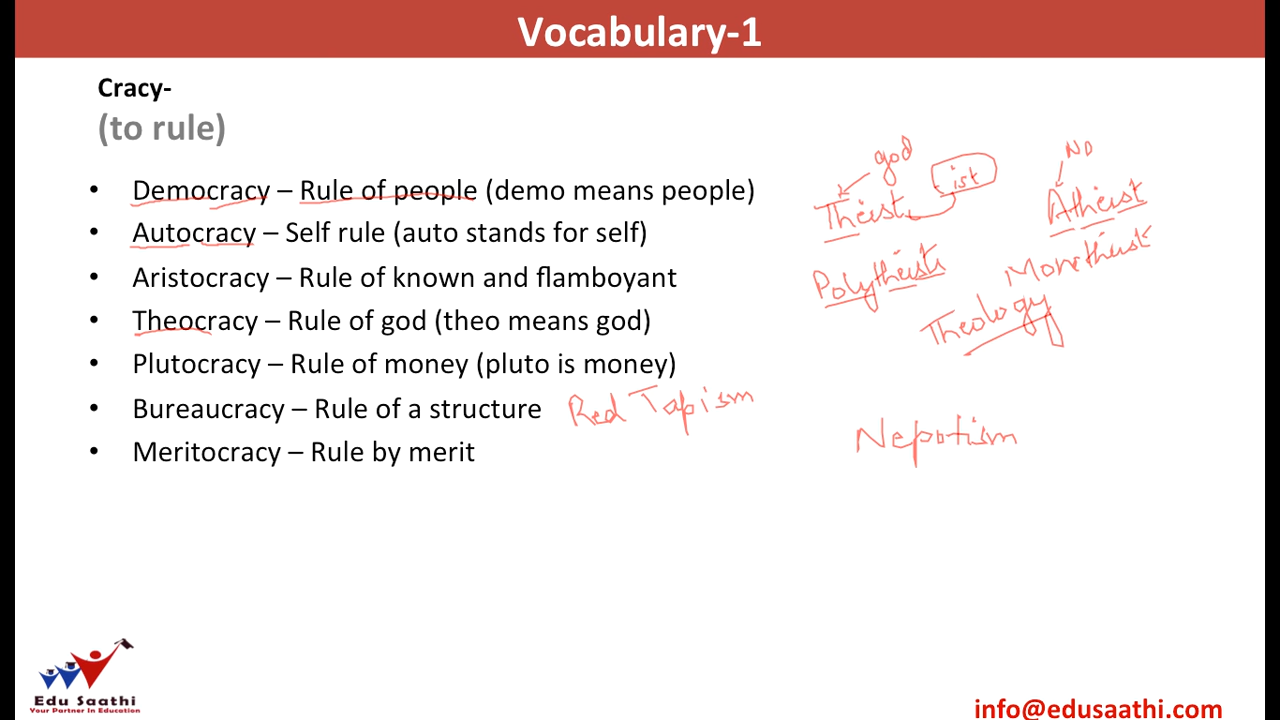 Vocabulary-1
Cracy-
(to rule)
• Democracy – Rule of people (demo means people)
• Autocracy – Self rule (auto stands for self)
• Aristocracy – Rule of known and flamboyant
• Theocracy – Rule of god (theo means god)
• Plutocracy – Rule of money (pluto is money)
• Bureaucracy – Rule of a structure Red Tapism
• Meritocracy – Rule by merit
god
ist
Theist
NO
Atheist
Polytheists
Monotheist
Theology
Nepotism
Edu Saathi
Your Partner In Education
info@edusaathi.com